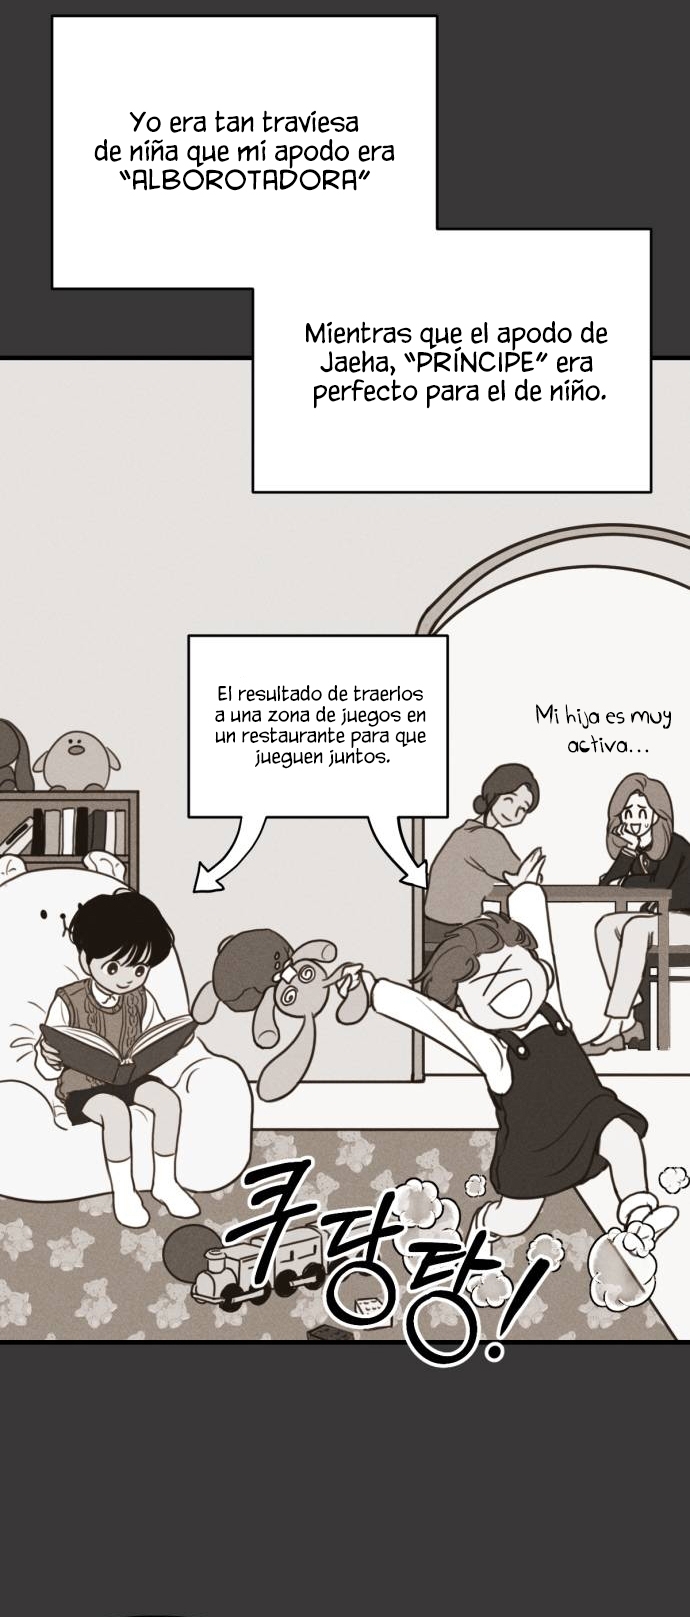 Yo era tan traviesa
de niña que mi apodo era
“ALBOROTADORA”
Mientras que el apodo de
Jaeha, “PRÍNCIPE” era
perfecto para el de niño.
El resultado de traerlos
a una zona de juegos en
un restaurante para que
jueguen juntos.
Mi hija es muy
activa...
쿠당탕!